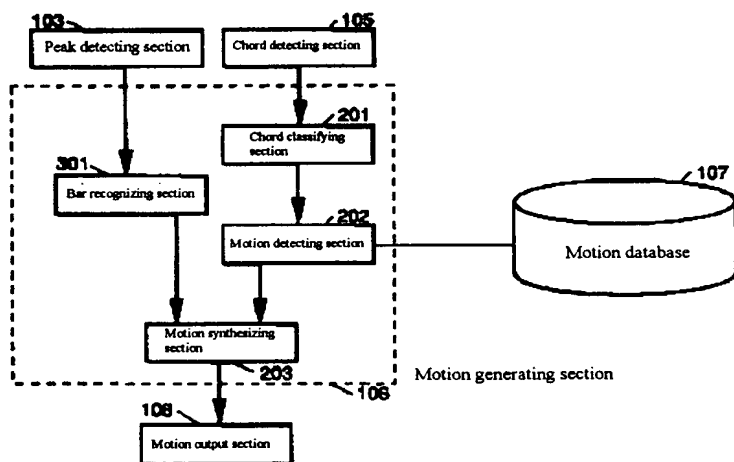 103
Peak detecting section
105
Chord detecting section
201
Chord classifying
section
301
Bar recognizing section
202
Motion detecting section
107
Motion database
Motion synthesizing
section
203
Motion generating section
106
108
Motion output section